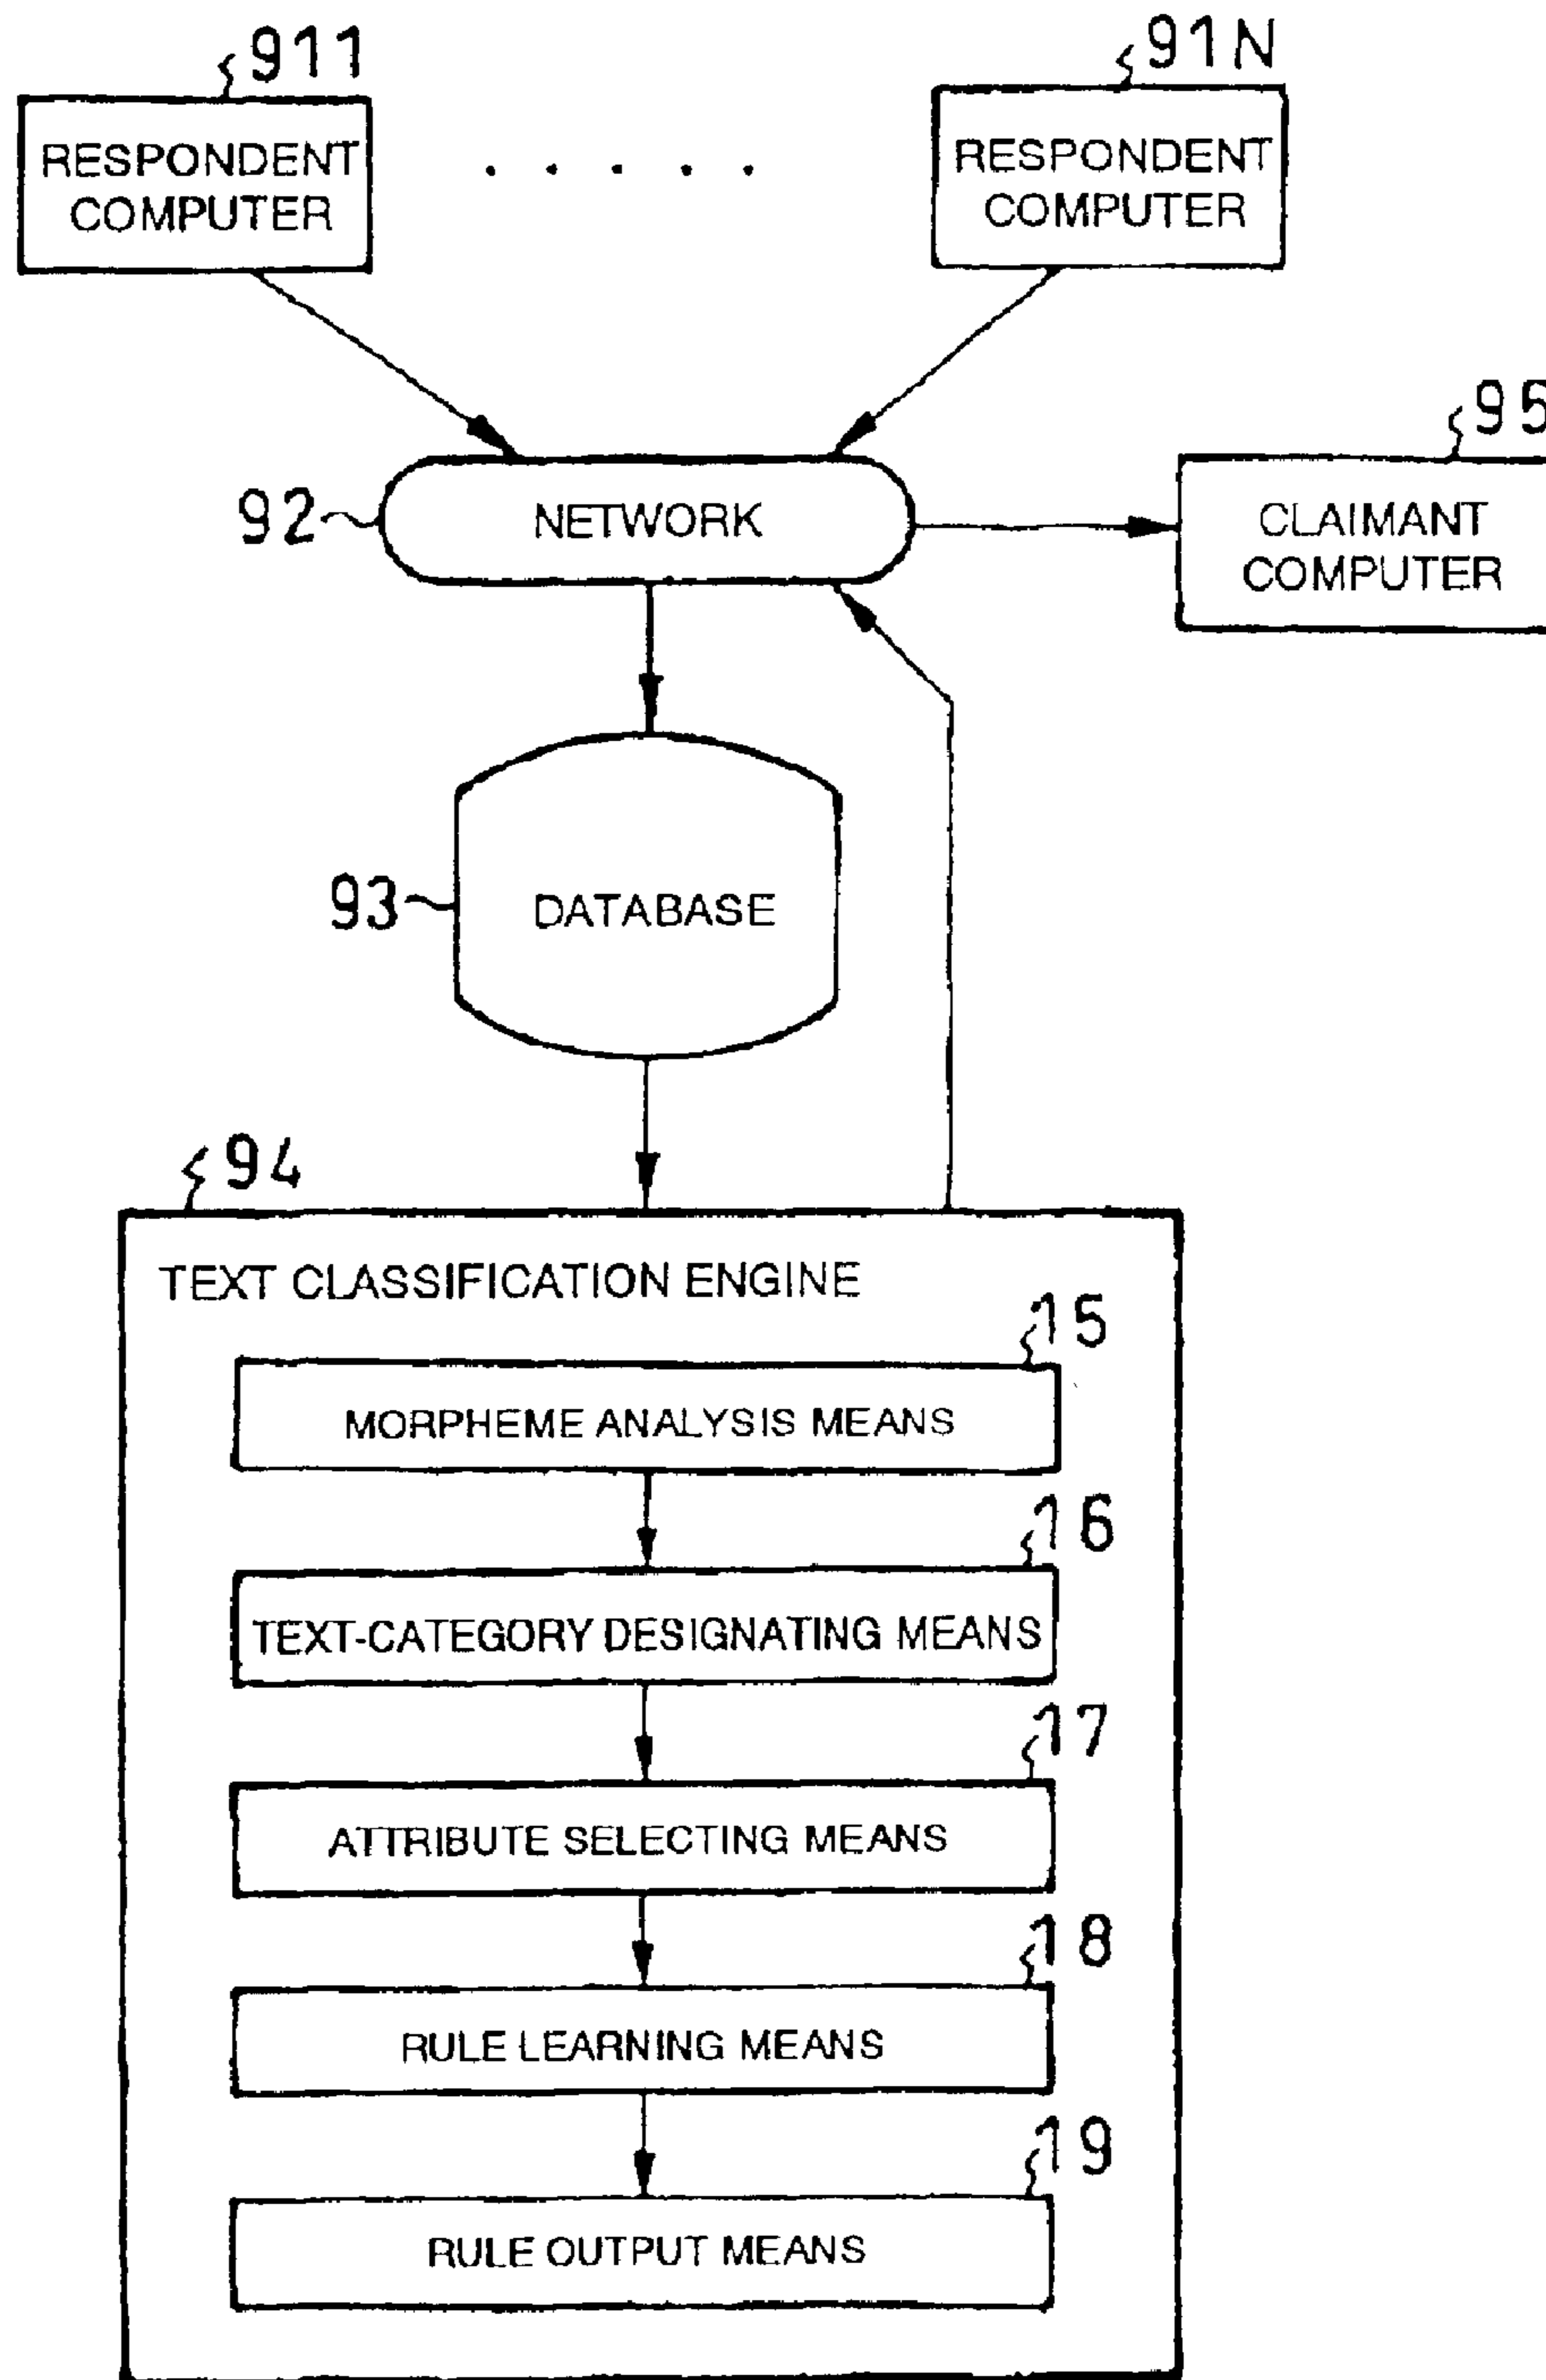 911
91N
RESPONDENT
COMPUTER
RESPONDENT
COMPUTER
95
92
NETWORK
CLAIMANT
COMPUTER
93
DATABASE
94
TEXT CLASSIFICATION ENGINE
15
MORPHEME ANALYSIS MEANS
16
TEXT-CATEGORY DESIGNATING MEANS
17
ATTRIBUTE SELECTING MEANS
18
RULE LEARNING MEANS
19
RULE OUTPUT MEANS